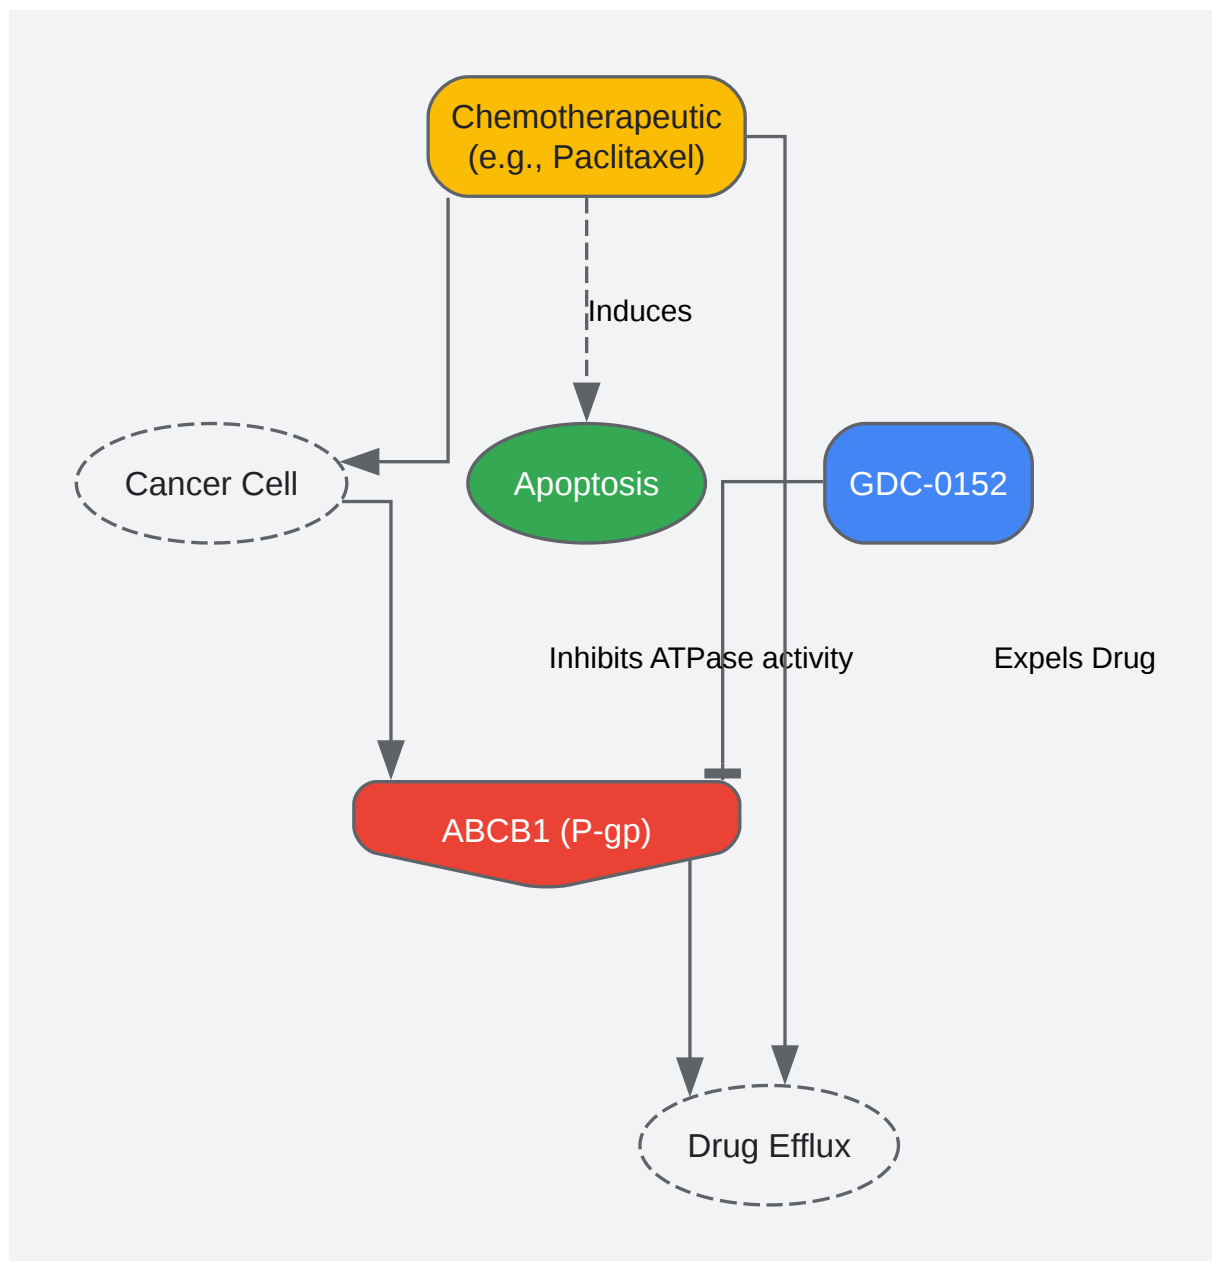 Chemotherapeutic
(e.g., Paclitaxel)
Induces
Cancer Cell
Apoptosis
GDC-0152
Inhibits ATPase activity
Expels Drug
ABCB1 (P-gp)
Drug Efflux